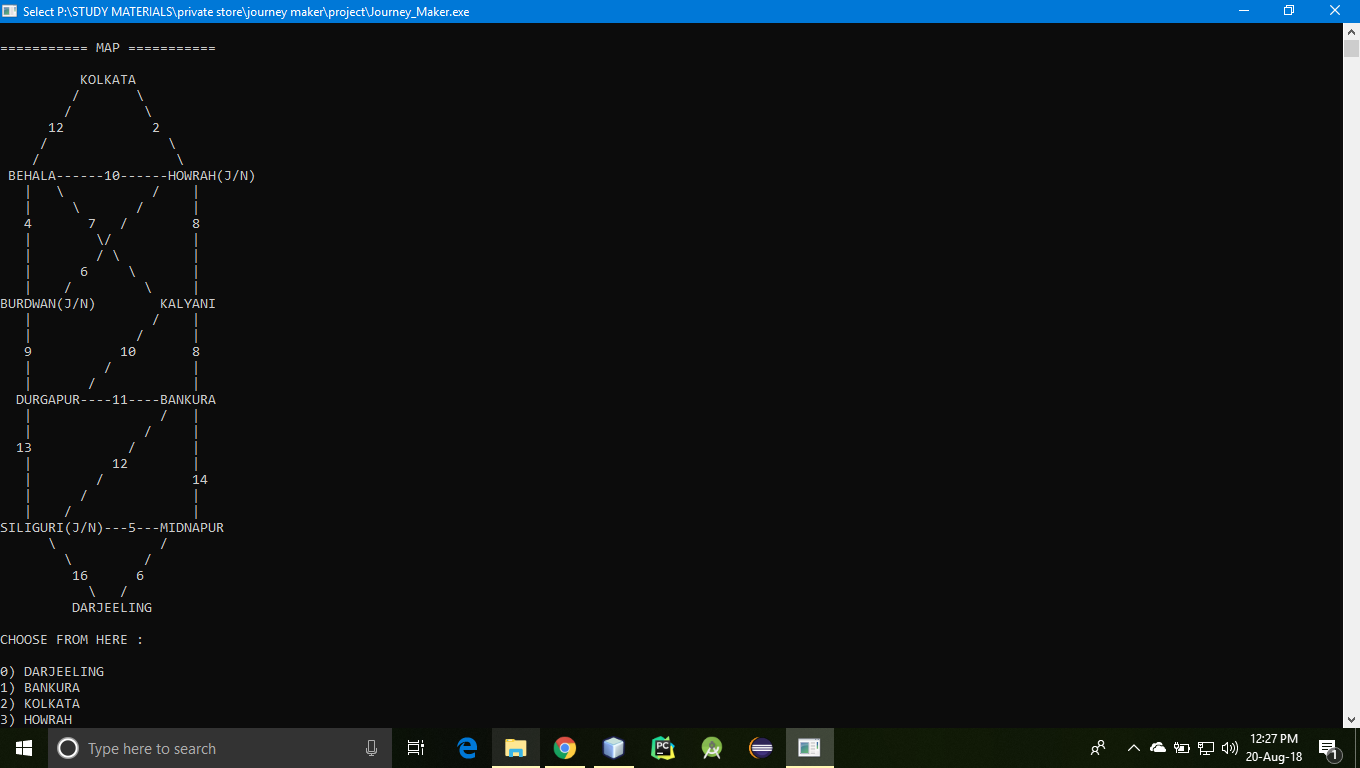 Select P:\STUDY MATERIALS\private store\journey maker\project\Journey_Maker.exe
=========== MAP ===========
          KOLKATA
         /       \
        /         \
      12           2
     /               \
    /                 \
 BEHALA------10------HOWRAH(J/N)
   |   \           /    |
   |     \       /      |
   4       7   /        8
   |        \/          |
   |        / \         |
   |      6     \       |
   |    /         \     |
BURDWAN(J/N)        KALYANI
   |               /    |
   |             /      |
   9           10       8
   |         /          |
   |       /            |
  DURGAPUR----11----BANKURA
   |                /   |
   |              /     |
  13            /       |
   |          12        |
   |        /           14
   |      /             |
   |    /               |
SILIGURI(J/N)---5---MIDNAPUR
      \             /
        \         /
         16      6
           \   /
         DARJEELING
CHOOSE FROM HERE :
0) DARJEELING
1) BANKURA
2) KOLKATA
3) HOWRAH
Type here to search
PC
12:27 PM
20-Aug-18
1